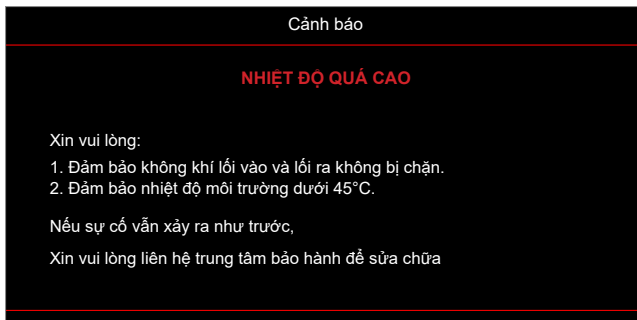 Cảnh báo
NHIỆT ĐỘ QUÁ CAO
Xin vui lòng:
1. Đảm bảo không khí lối vào và lối ra không bị chặn.
2. Đảm bảo nhiệt độ môi trường dưới 45°C.
Nếu sự cố vẫn xảy ra như trước,
Xin vui lòng liên hệ trung tâm bảo hành để sửa chữa